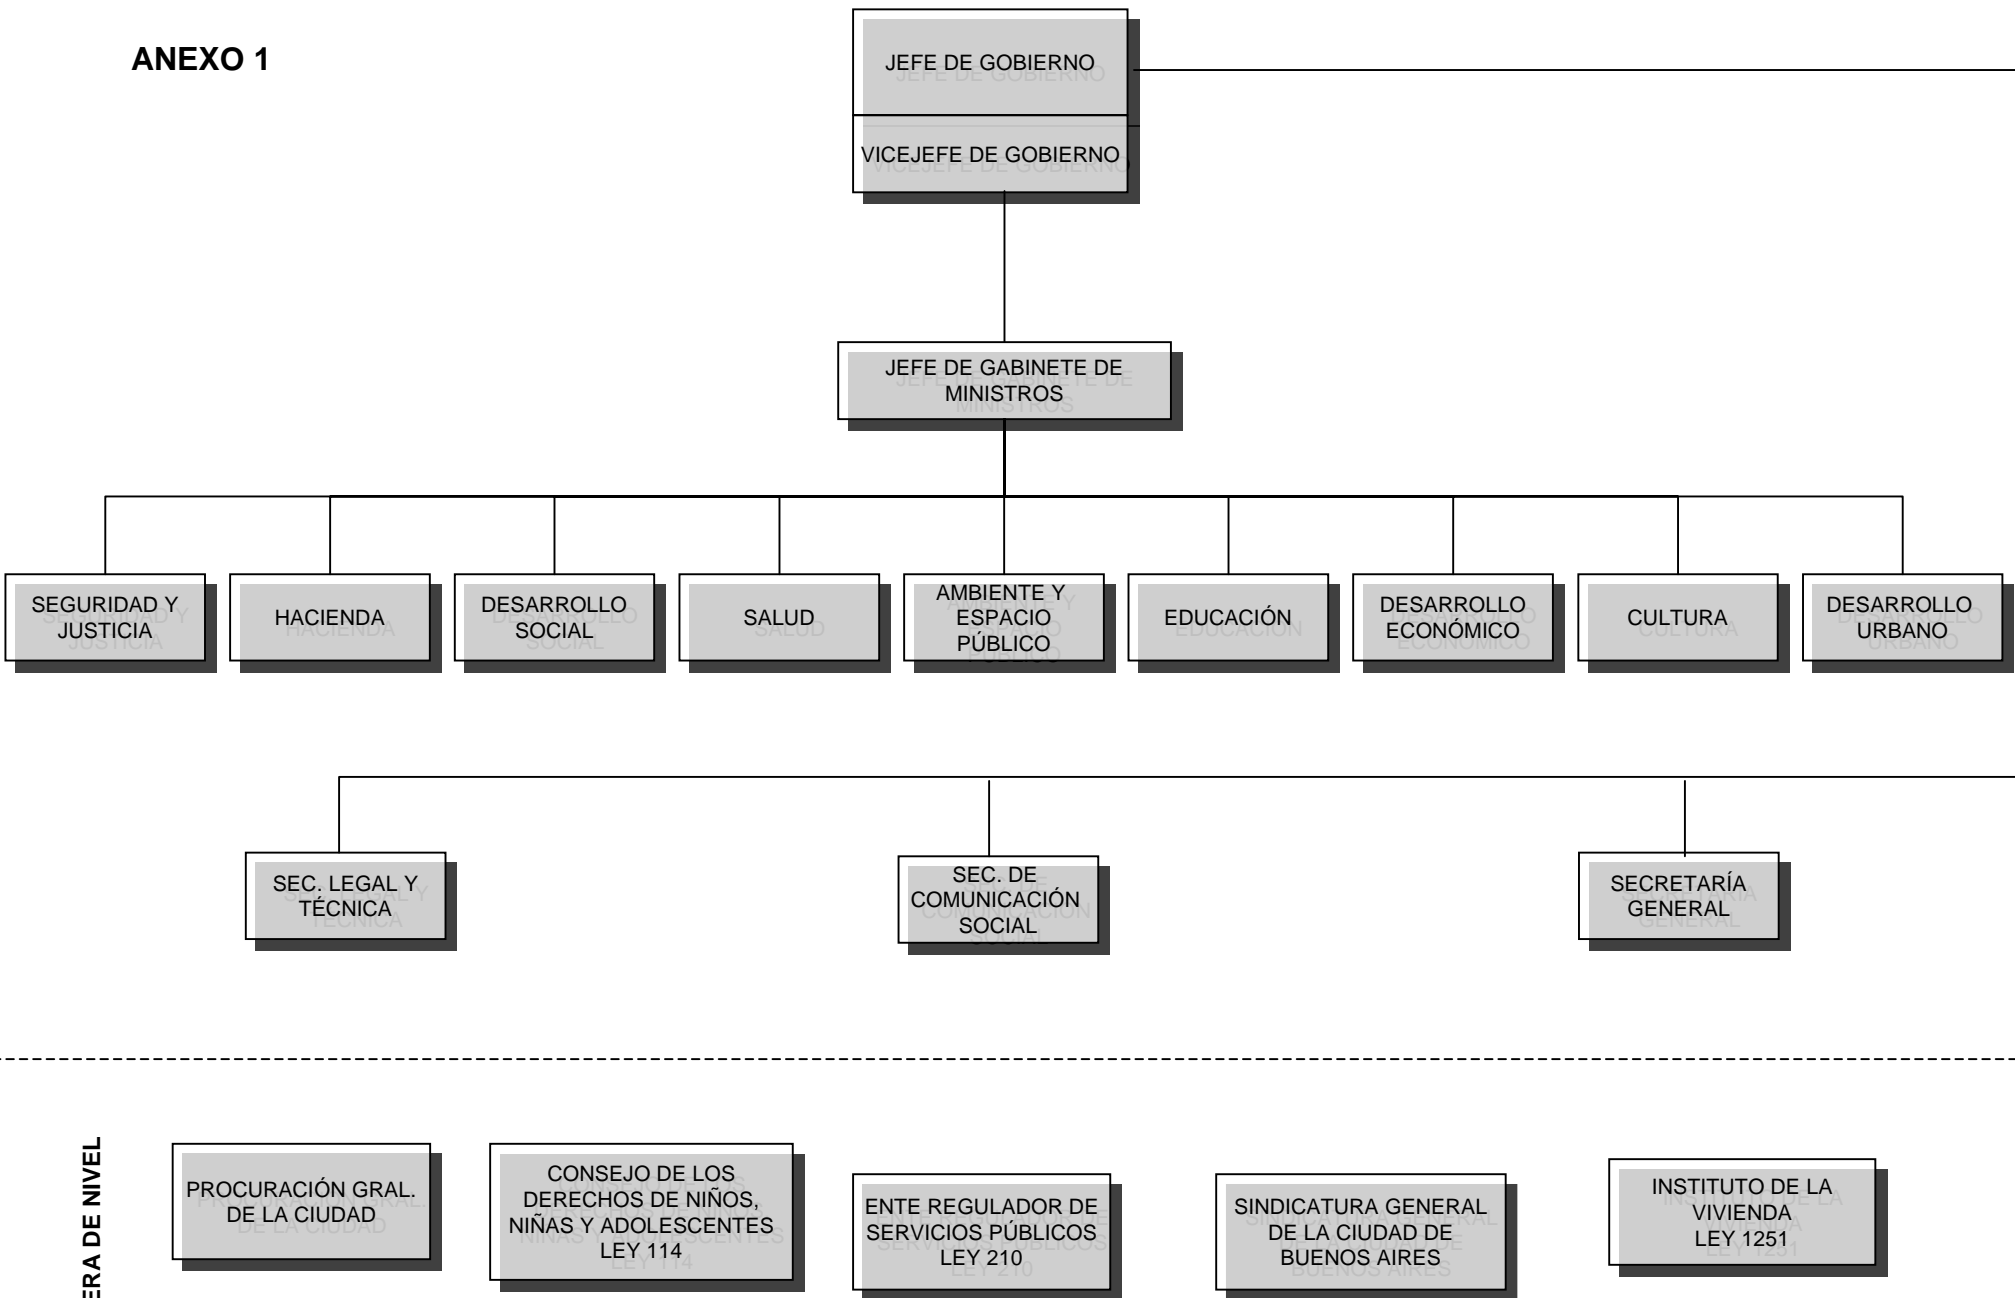 ANEXO 1
JEFE DE GOBIERNO
VICEJEFE DE GOBIERNO
JEFE DE GABINETE DE
MINISTROS
SEGURIDAD Y
JUSTICIA
HACIENDA
DESARROLLO
SOCIAL
SALUD
AMBIENTE Y
ESPACIO
PÚBLICO
EDUCACIÓN
DESARROLLO
ECONÓMICO
CULTURA
DESARROLLO
URBANO
SEC. LEGAL Y
TÉCNICA
SEC. DE
COMUNICACIÓN
SOCIAL
SECRETARÍA
GENERAL
ERA DE NIVEL
PROCURACIÓN GRAL.
DE LA CIUDAD
CONSEJO DE LOS
DERECHOS DE NIÑOS,
NIÑAS Y ADOLESCENTES
LEY 114
ENTE REGULADOR DE
SERVICIOS PÚBLICOS
LEY 210
SINDICATURA GENERAL
DE LA CIUDAD DE
BUENOS AIRES
INSTITUTO DE LA
VIVIENDA
LEY 1251